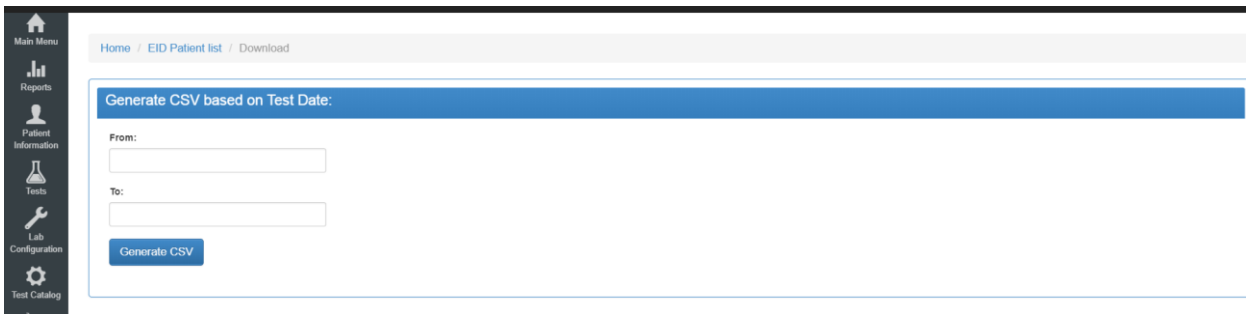 Main Menu
Reports
Patient
Information
Tests
Lab
Configuration
Test Catalog
Home / EID Patient list / Download
Generate CSV based on Test Date:
From:
To:
Generate CSV